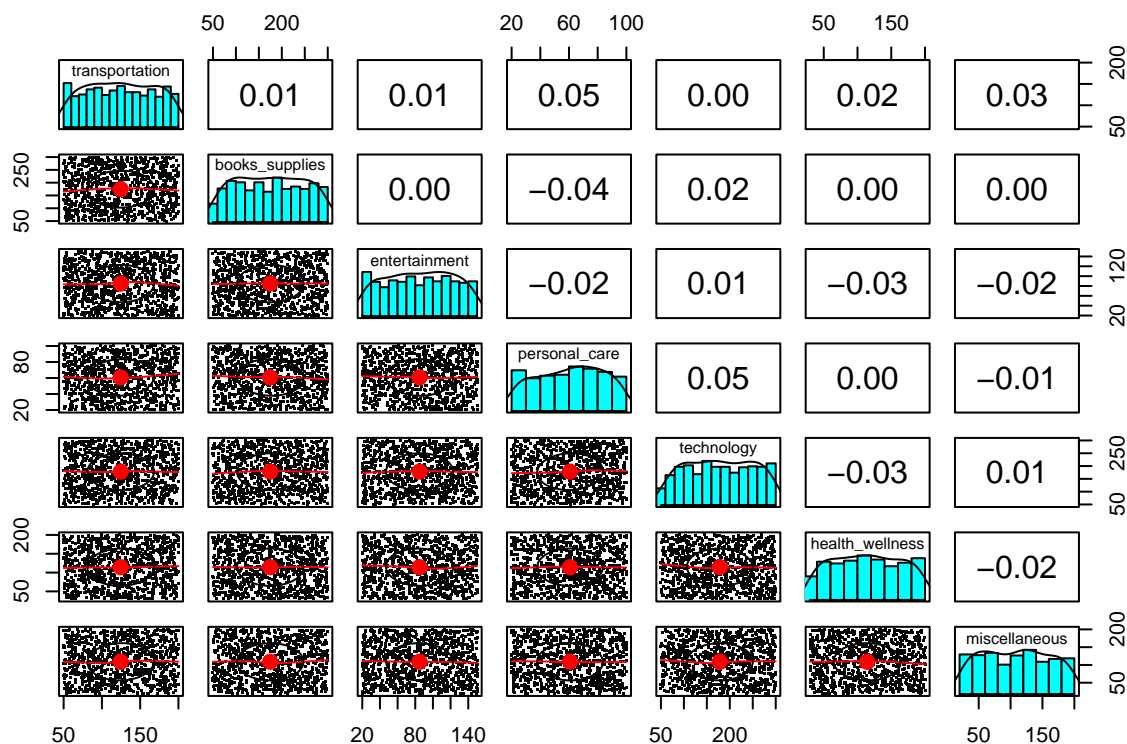 50 200 20 60 100 50 150
transportation
0.01 0.01 0.05 0.00 0.02 0.03
50 200
50 250
books_supplies
0.00 −0.04 0.02 0.00 0.00
entertainment
−0.02 0.01 −0.03 −0.02
20 120
20 80
personal_care
0.05 0.00 −0.01
technology
−0.03 0.01
50 250
50 200
health_wellness
−0.02
miscellaneous
50 200
50 150 20 80 140 50 200 50 150